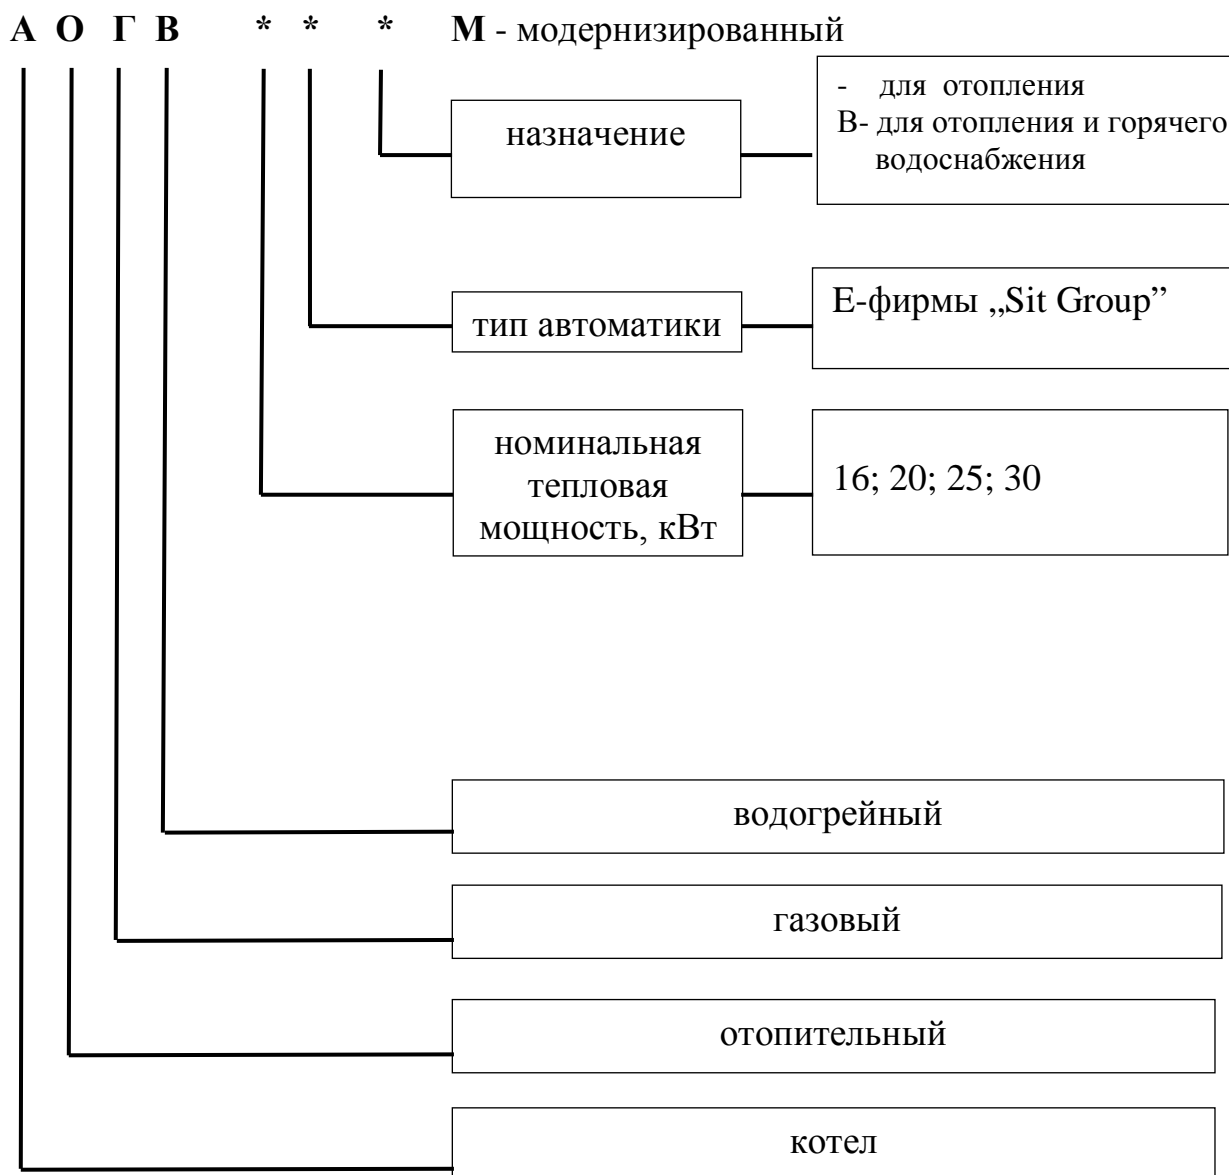 А О Г В * * * М - модернизированный
назначение
- для отопления
В- для отопления и горячего
водоснабжения
тип автоматики
Е-фирмы „Sit Group”
номинальная
тепловая
мощность, кВт
16; 20; 25; 30
водогрейный
газовый
отопительный
котел